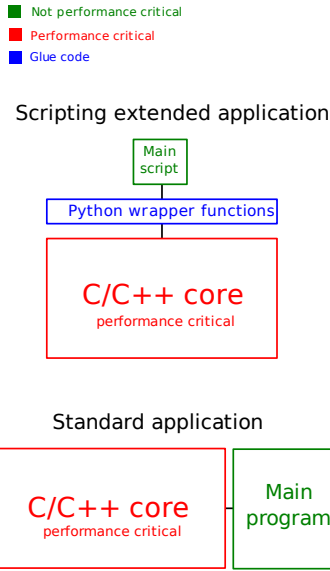 Not performance critical
Performance critical
Glue code
Scripting extended application
Main
script
Python wrapper functions
C/C++ core
performance critical
Standard application
C/C++ core
performance critical
Main
program